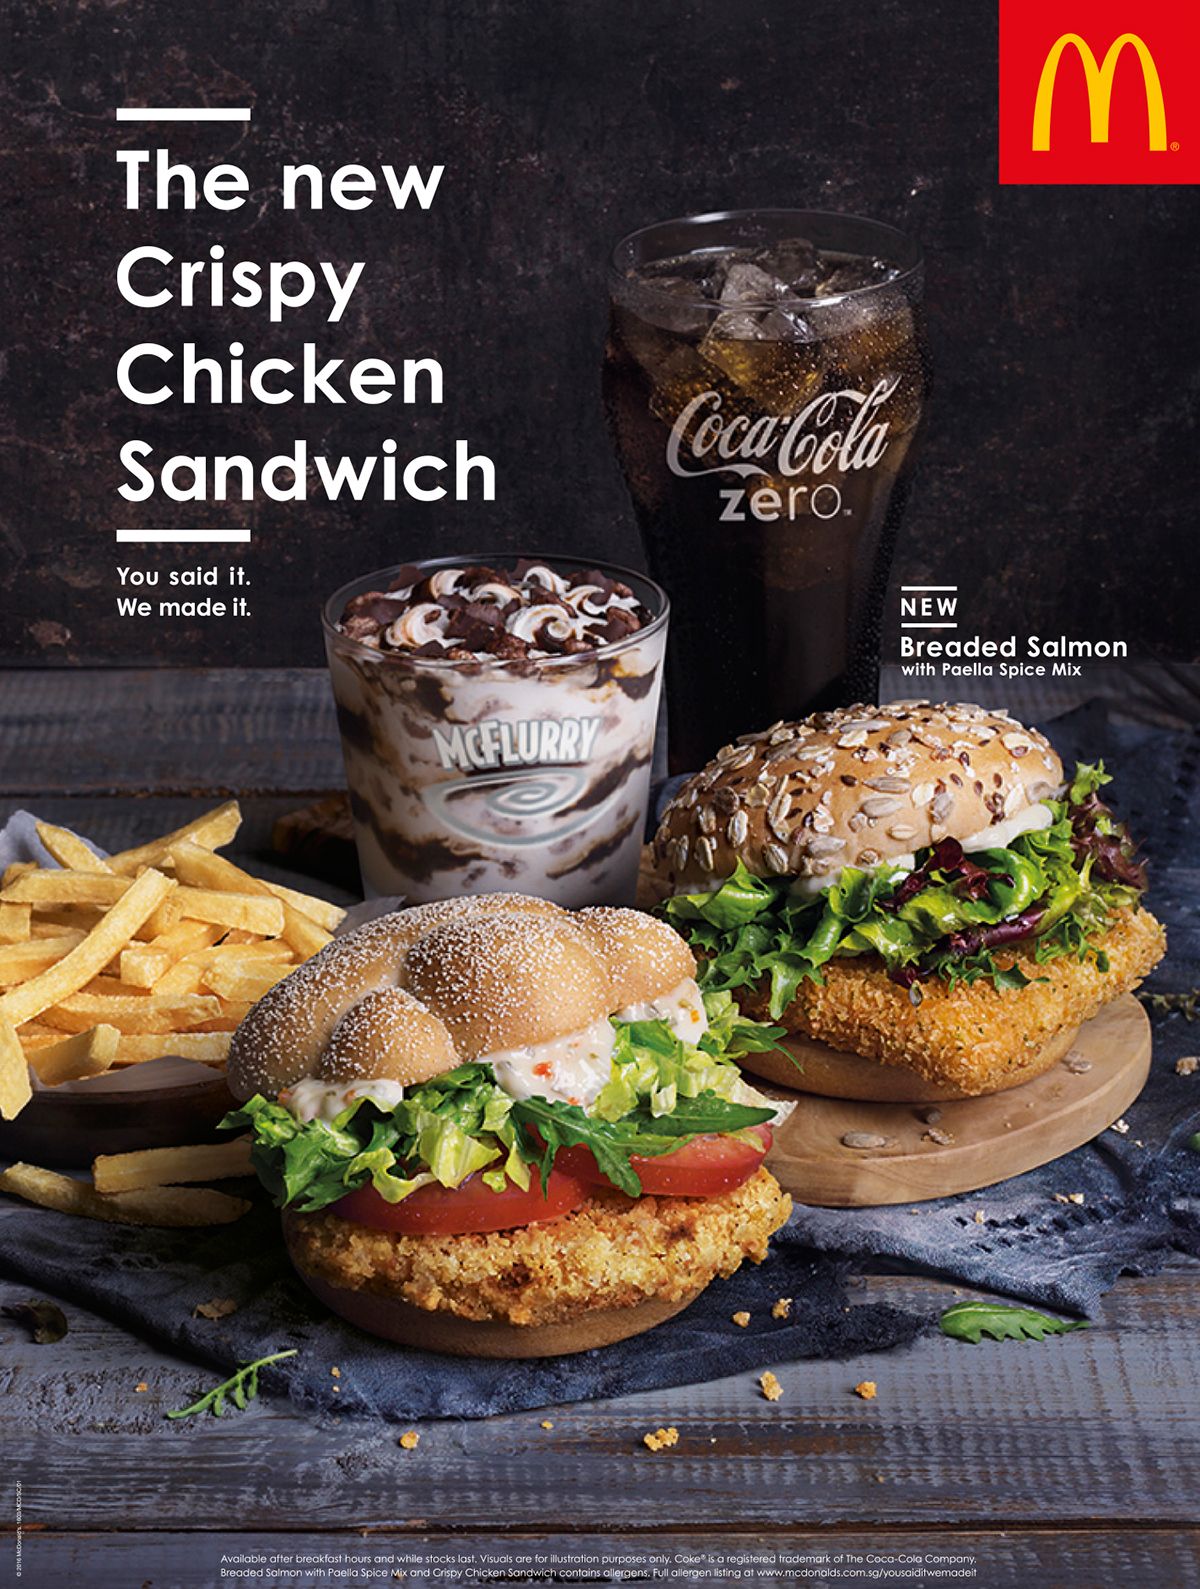 The new
Crispy
Chicken
Sandwich
You said it.
We made it.
Coca-Cola
zero™
NEW
Breaded Salmon
with Paella Spice Mix
McFLURRY
Available after breakfast hours and while stocks last. Visuals are for illustration purposes only. Coke® is a registered trademark of The Coca-Cola Company.
Breaded Salmon with Paella Spice Mix and Crispy Chicken Sandwich contains allergens. Full allergen listing at www.mcdonalds.com.sg/yousaiditwemadeit
© 2016 McDonald's.